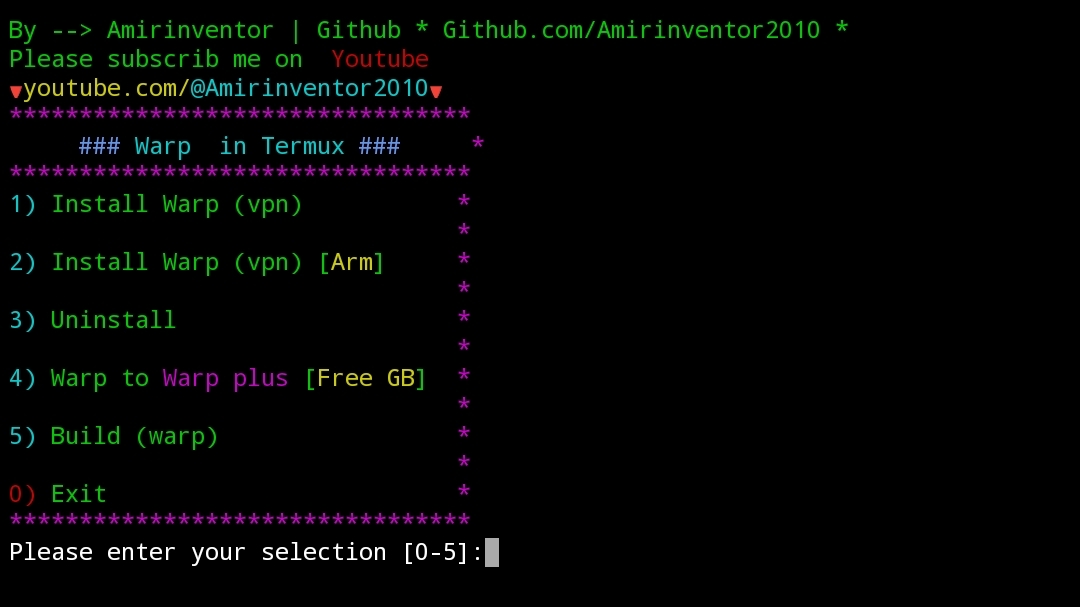 By --> Amirinventor | Github * Github.com/Amirinventor2010 *
Please subscrib me on  Youtube
▼youtube.com/@Amirinventor2010▼
*********************************
     ### Warp  in Termux ###     *
*********************************
1) Install Warp (vpn)           *
                                *
2) Install Warp (vpn) [Arm]     *
                                *
3) Uninstall                    *
                                *
4) Warp to Warp plus [Free GB]  *
                                *
5) Build (warp)                 *
                                *
0) Exit                         *
*********************************
Please enter your selection [0-5]: